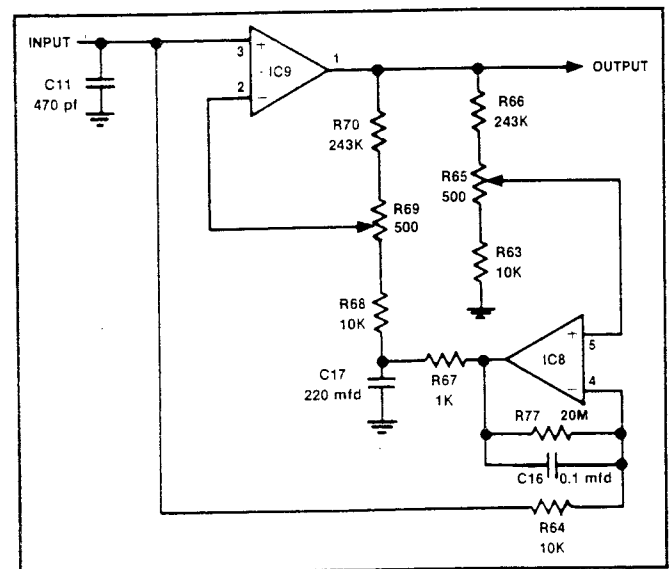 INPUT
3
+
IC9
1
OUTPUT
C11
470 pf
2
−
R70
243K
R66
243K
R69
500
R65
500
R68
10K
R63
10K
C17
220 mfd
R67
1K
IC8
+
5
−
4
R77
20M
C16
0.1 mfd
R64
10K